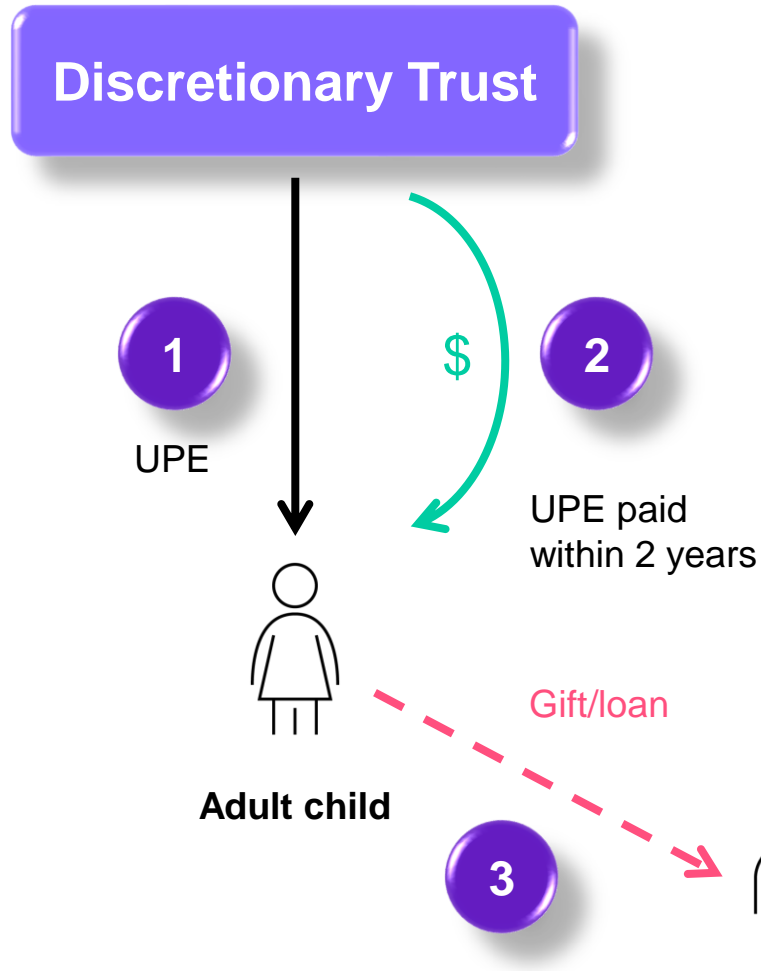 Discretionary Trust
1
$
2
UPE
UPE paid
within 2 years
Gift/loan
Adult child
3